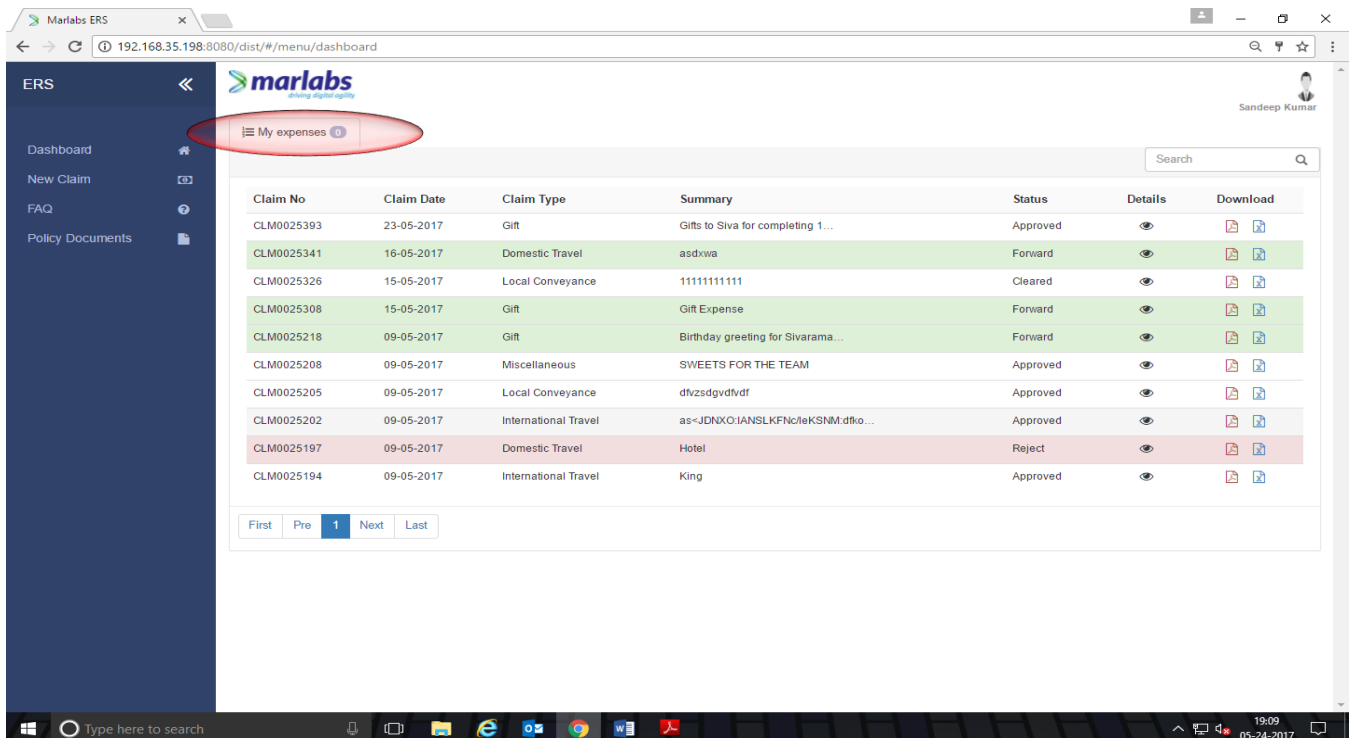 Marlabs ERS
192.168.35.198:8080/dist/#/menu/dashboard
ERS
marlabs
driving digital agility
Sandeep Kumar
My expenses 0
Dashboard
New Claim
FAQ
Policy Documents
Search
Claim No Claim Date Claim Type Summary Status Details Download
CLM0025393 23-05-2017 Gift Gifts to Siva for completing 1... Approved
CLM0025341 16-05-2017 Domestic Travel asdxwa Forward
CLM0025326 15-05-2017 Local Conveyance 11111111111 Cleared
CLM0025308 15-05-2017 Gift Gift Expense Forward
CLM0025218 09-05-2017 Gift Birthday greeting for Sivarama... Forward
CLM0025208 09-05-2017 Miscellaneous SWEETS FOR THE TEAM Approved
CLM0025205 09-05-2017 Local Conveyance dfvzsdgvdfvdf Approved
CLM0025202 09-05-2017 International Travel as<JDNXO:IANSLKFNc/leKSNM:dfko... Approved
CLM0025197 09-05-2017 Domestic Travel Hotel Reject
CLM0025194 09-05-2017 International Travel King Approved
First Pre 1 Next Last
Type here to search
19:09
05-24-2017